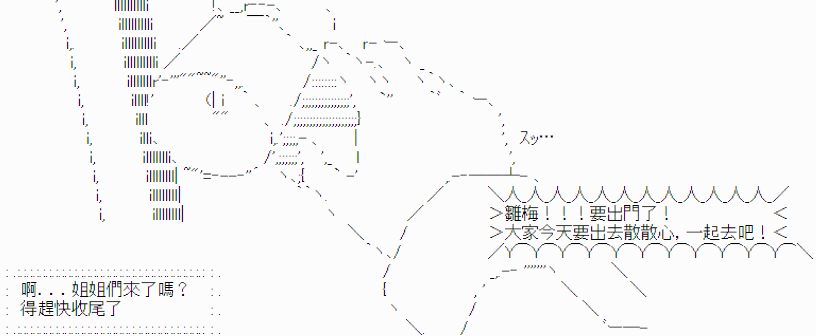 スッ…
雛梅！！！要出門了！
大家今天要出去散散心，一起去吧！
啊...姐姐們來了嗎？
得趕快收尾了